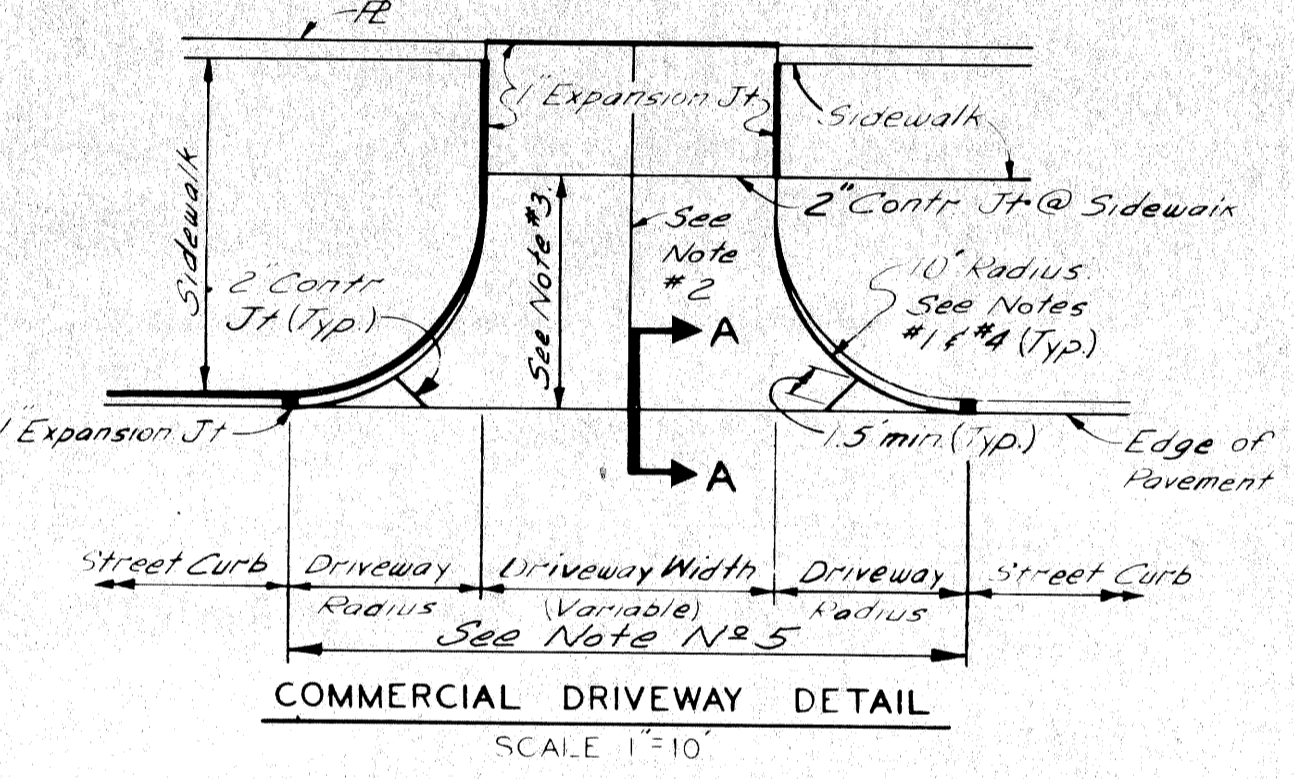 PL
1" Expansion Jt
Sidewalk
Sidewalk
2" Contr Jt @ Sidewalk
See
Note
#2
See Note #3
2" Contr
Jt (Typ.)
10' Radius
See Notes
#1 & #4 (Typ.)
A
A
1" Expansion Jt
1.5' min. (Typ.)
Edge of
Pavement
Street Curb
Driveway
Radius
Driveway Width
(Variable)
Driveway
Radius
Street Curb
See Note Nº 5
COMMERCIAL DRIVEWAY DETAIL
SCALE 1"=10'